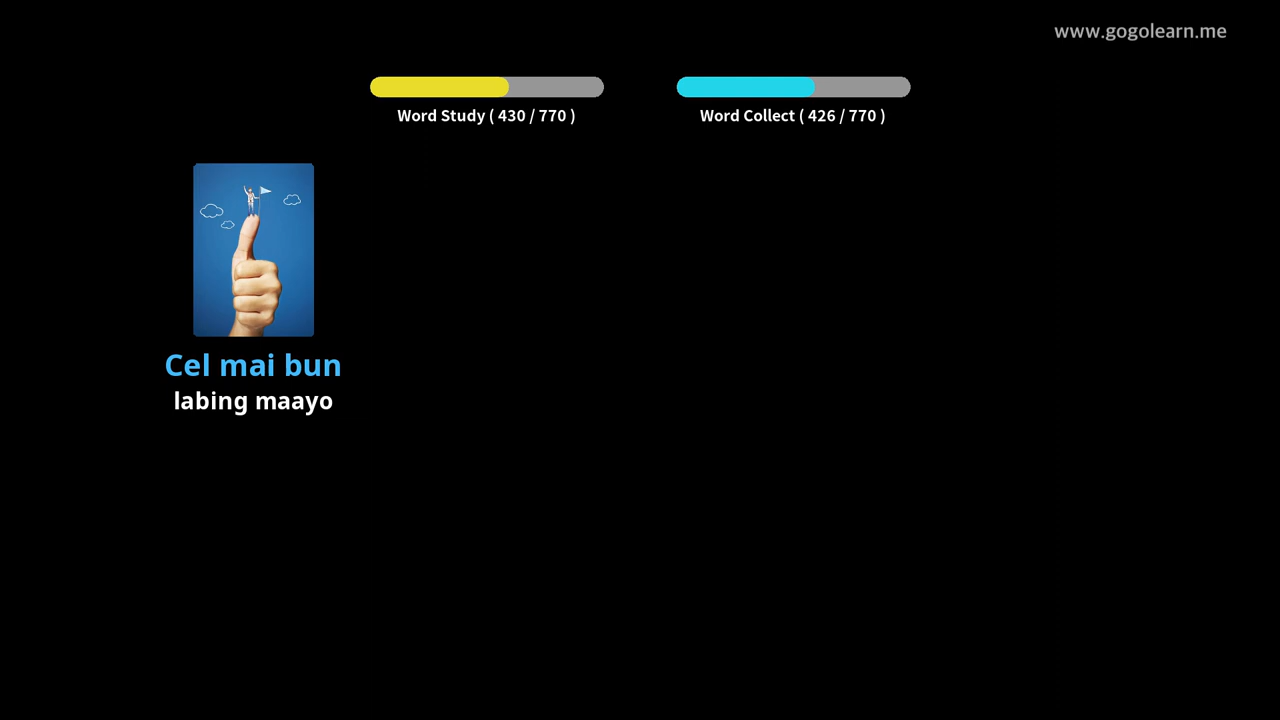 www.gogolearn.me
Word Study ( 430 / 770 )
Word Collect ( 426 / 770 )
Cel mai bun
labing maayo